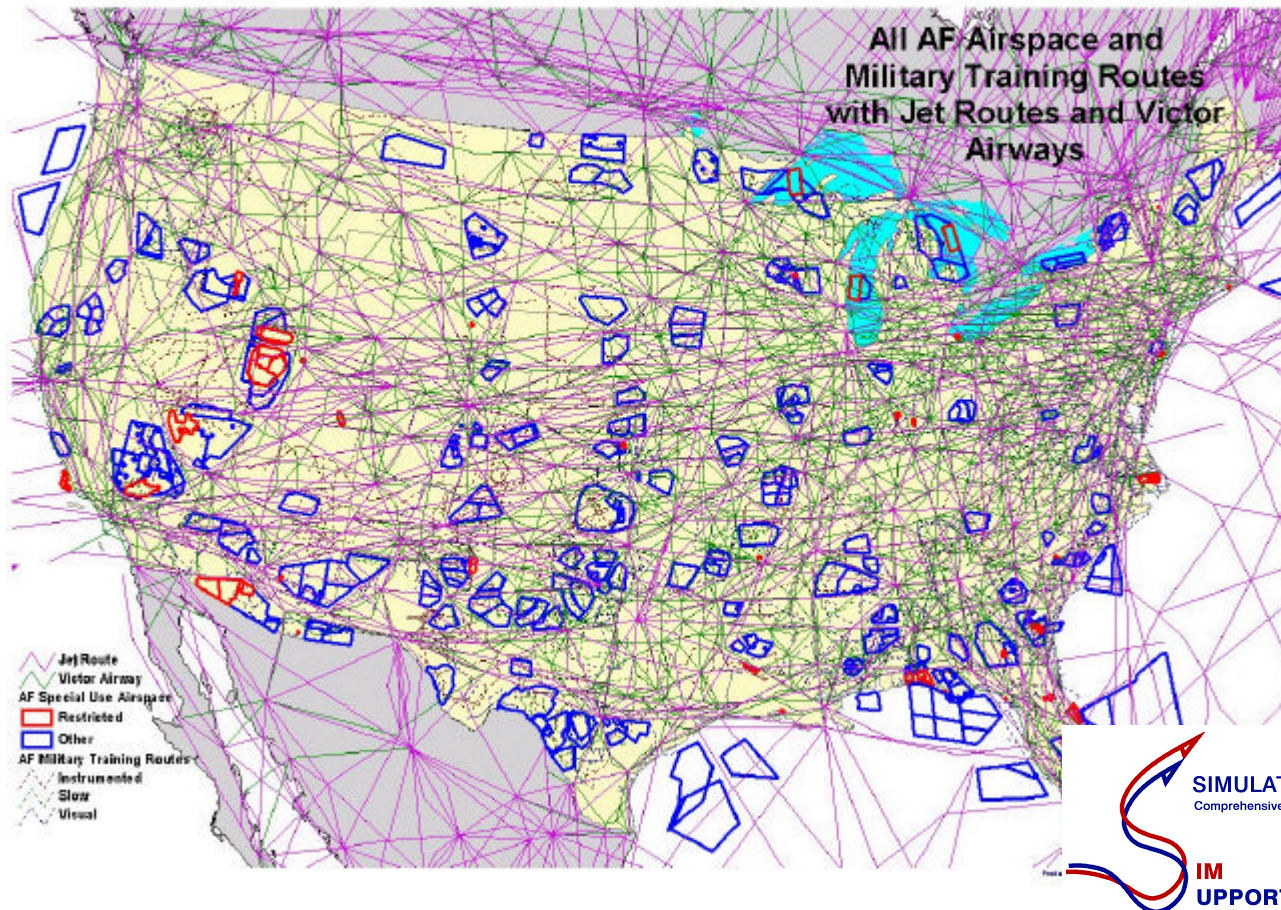 All AF Airspace and
Military Training Routes
with Jet Routes and Victor
Airways
Jet Route
Victor Airway
AF Special Use Airspace
Restricted
Other
AF Military Training Routes
Instrumented
Slow
Visual
SIMULAT
Comprehensive
IM
UPPORT